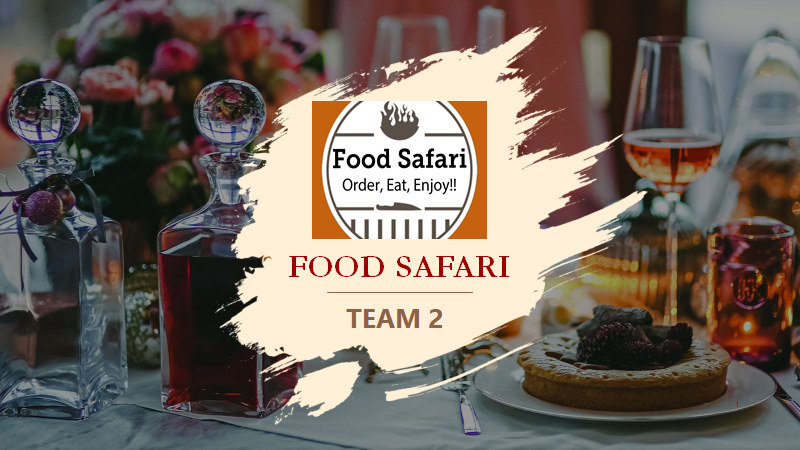 Food Safari
Order, Eat, Enjoy!!
FOOD SAFARI
TEAM 2